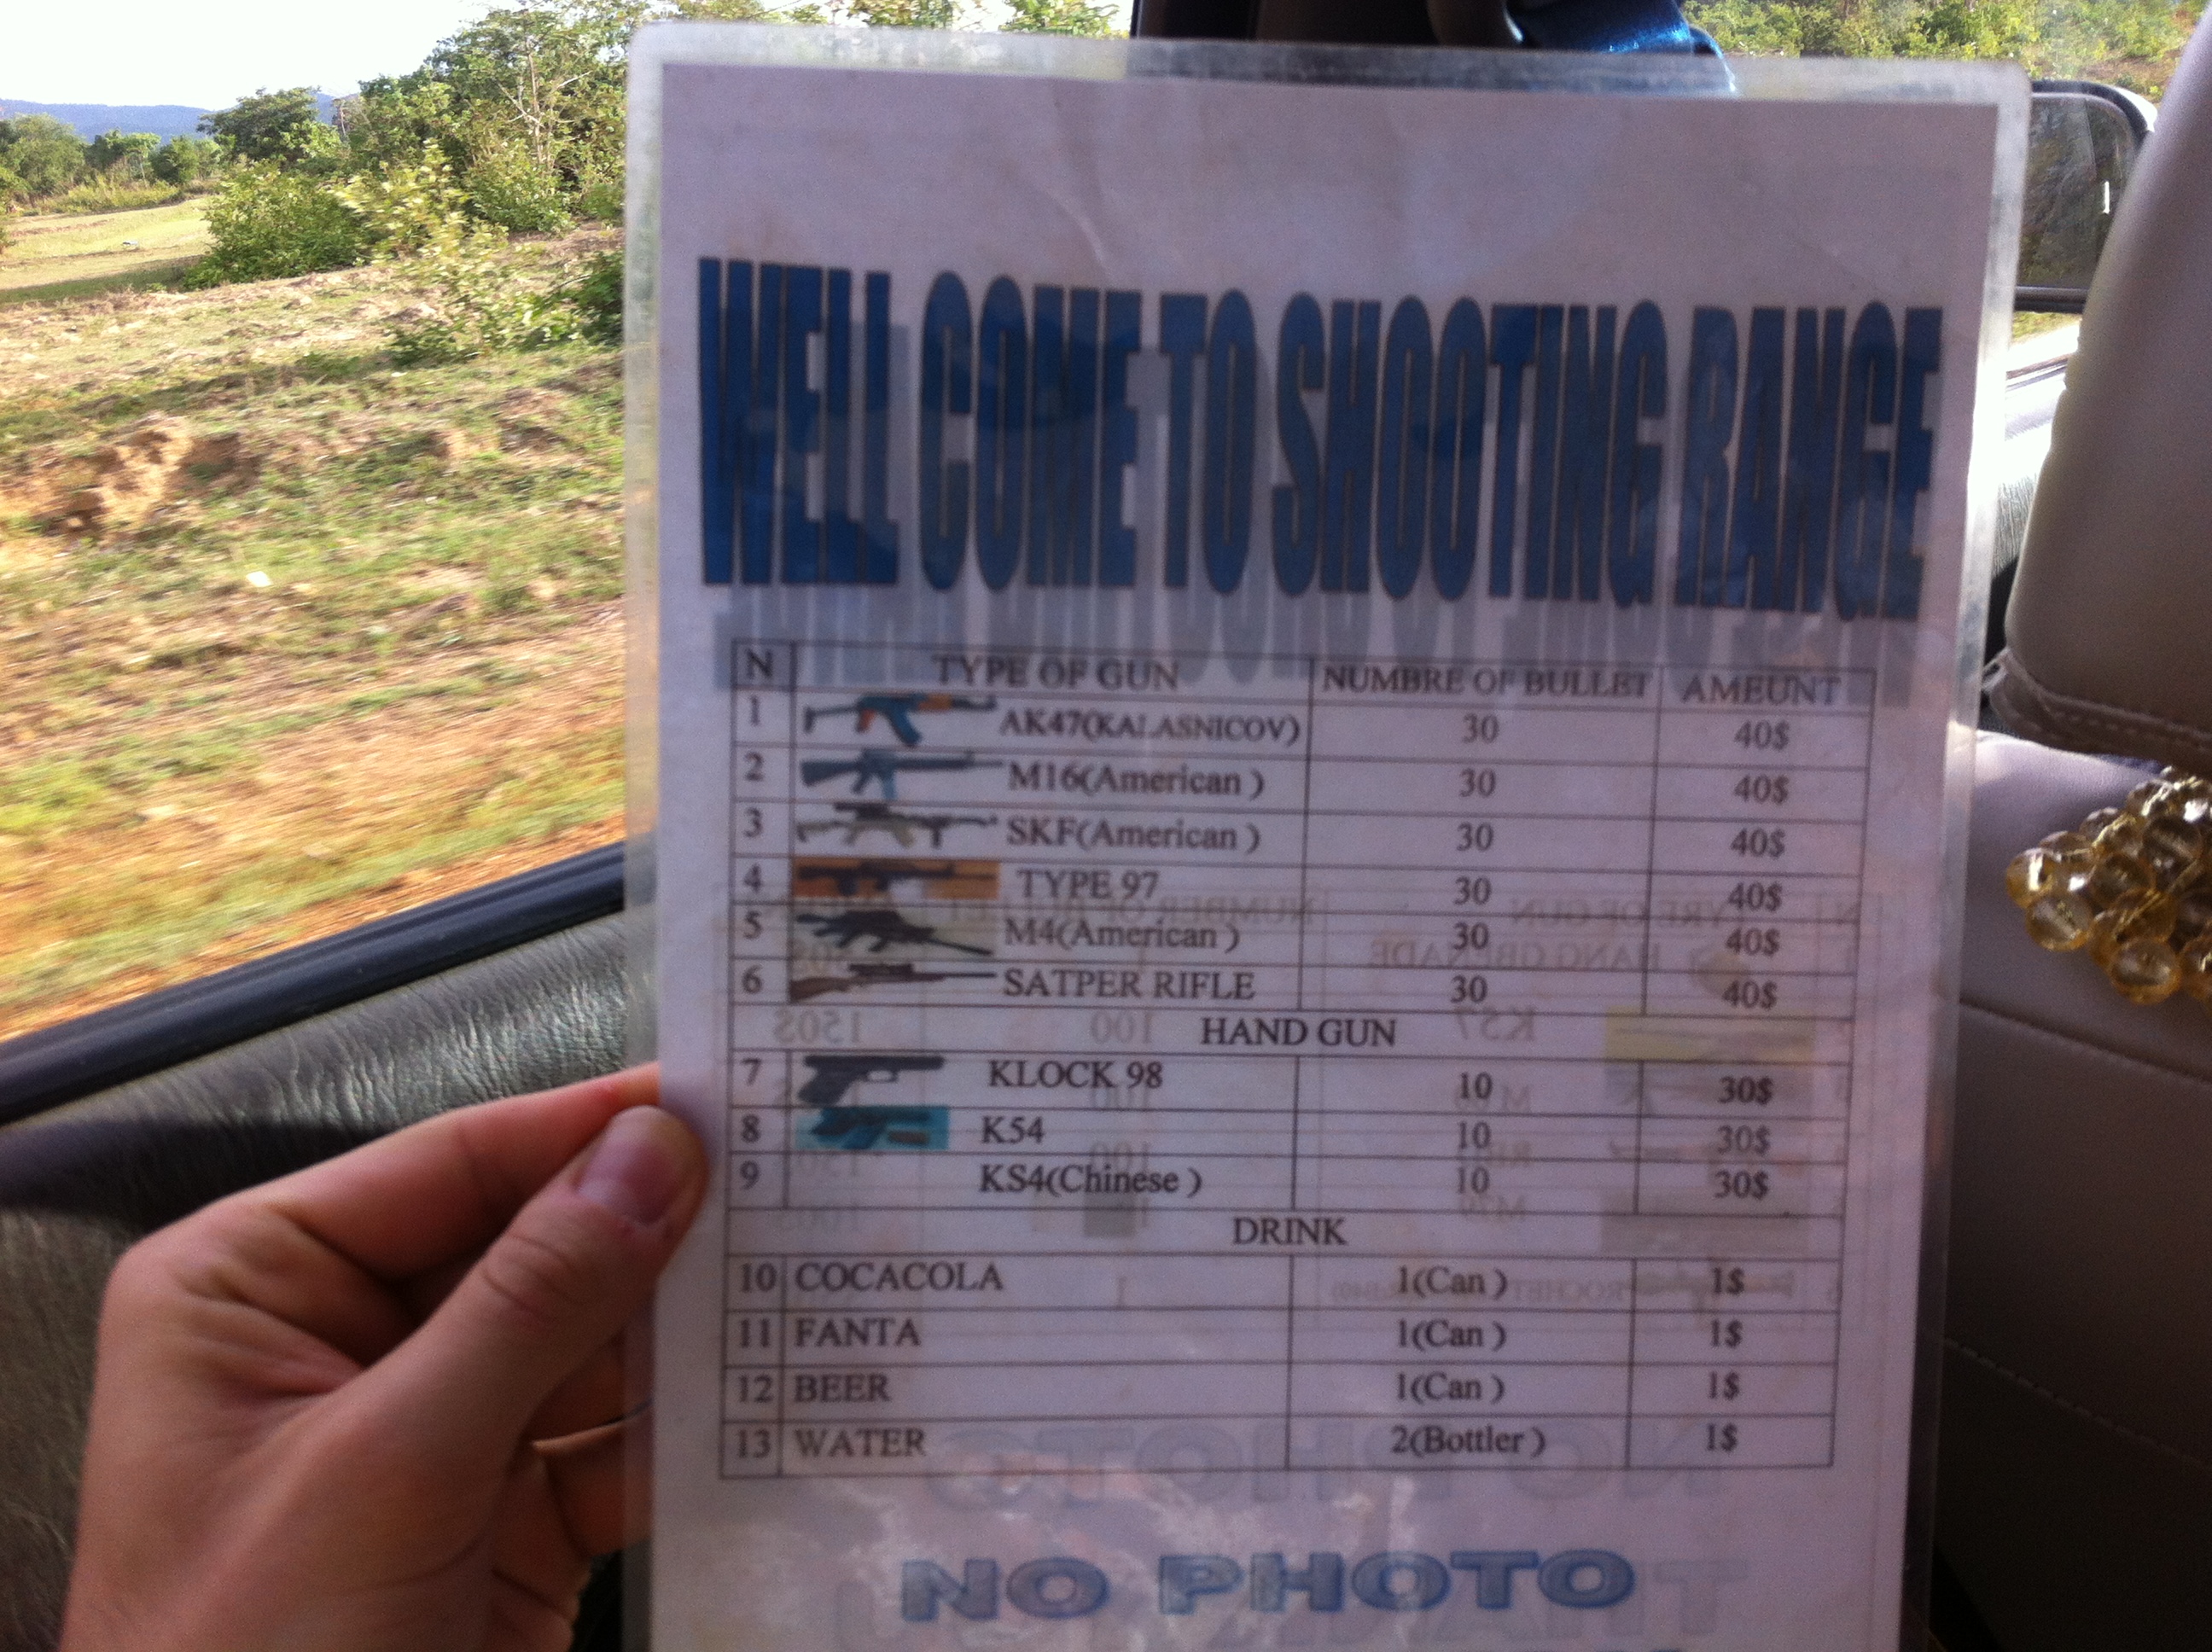 WELL COME TO SHOOTING RANGE
N TYPE OF GUN NUMBRE OF BULLET AMEUNT
1 AK47(KALASNICOV) 30 40$
2 M16(American ) 30 40$
3 SKF(American ) 30 40$
4 TYPE 97 30 40$
5 M4(American ) 30 40$
6 SATPER RIFLE 30 40$
HAND GUN
7 KLOCK 98 10 30$
8 K54 10 30$
9 KS4(Chinese ) 10 30$
DRINK
10 COCACOLA 1(Can ) 1$
11 FANTA 1(Can ) 1$
12 BEER 1(Can ) 1$
13 WATER 2(Bottler ) 1$
NO PHOTO